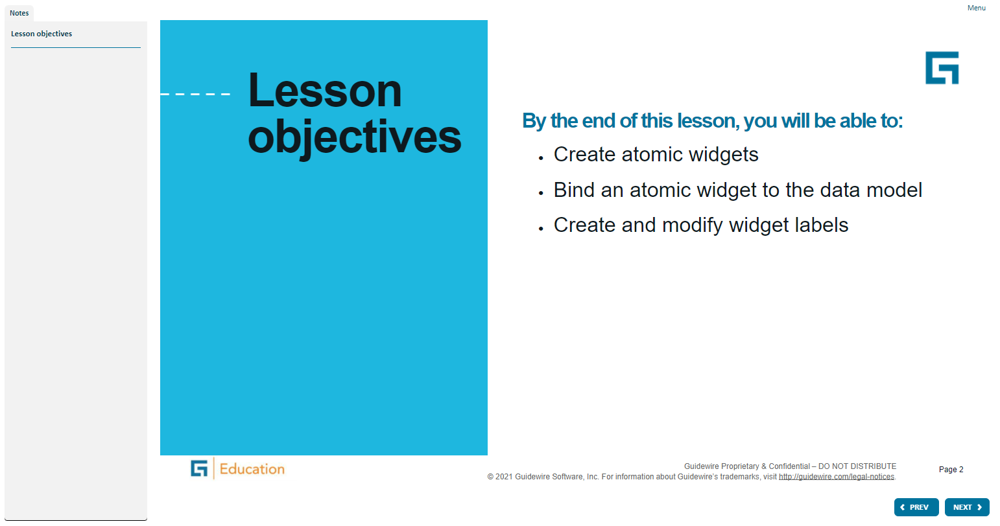 Notes
Menu
Lesson objectives
Lesson
objectives
By the end of this lesson, you will be able to:
• Create atomic widgets
• Bind an atomic widget to the data model
• Create and modify widget labels
Education
Guidewire Proprietary & Confidential – DO NOT DISTRIBUTE
© 2021 Guidewire Software, Inc. For information about Guidewire's trademarks, visit http://guidewire.com/legal-notices.
Page 2
PREV
NEXT